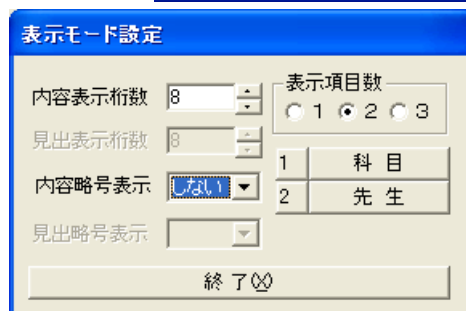 表示モード設定
内容表示桁数 8
見出表示桁数 8
内容略号表示 しない
見出略号表示
表示項目数
1 2 3
1 科 目
2 先 生
終 了(X)